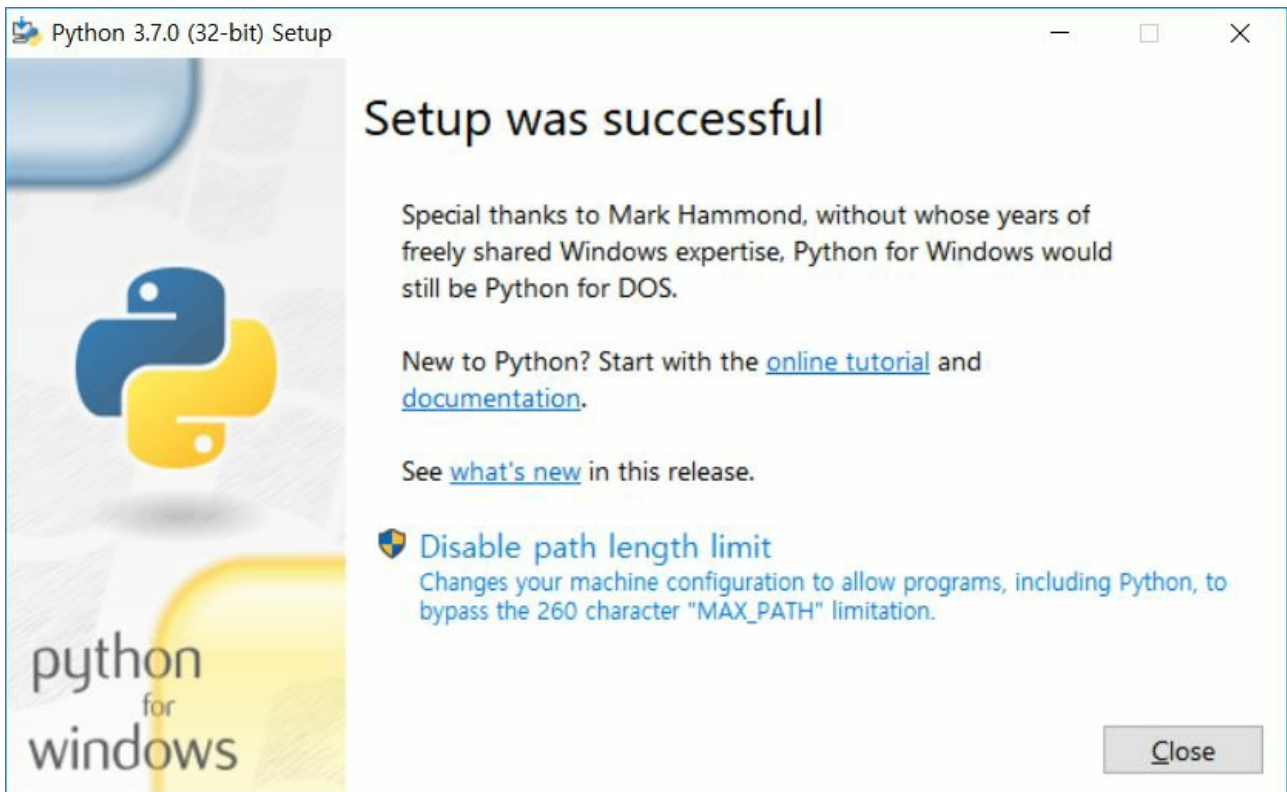 Python 3.7.0 (32-bit) Setup
Setup was successful
Special thanks to Mark Hammond, without whose years of
freely shared Windows expertise, Python for Windows would
still be Python for DOS.
New to Python? Start with the online tutorial and
documentation.
See what's new in this release.
Disable path length limit
Changes your machine configuration to allow programs, including Python, to
bypass the 260 character "MAX_PATH" limitation.
python
for
windows
Close